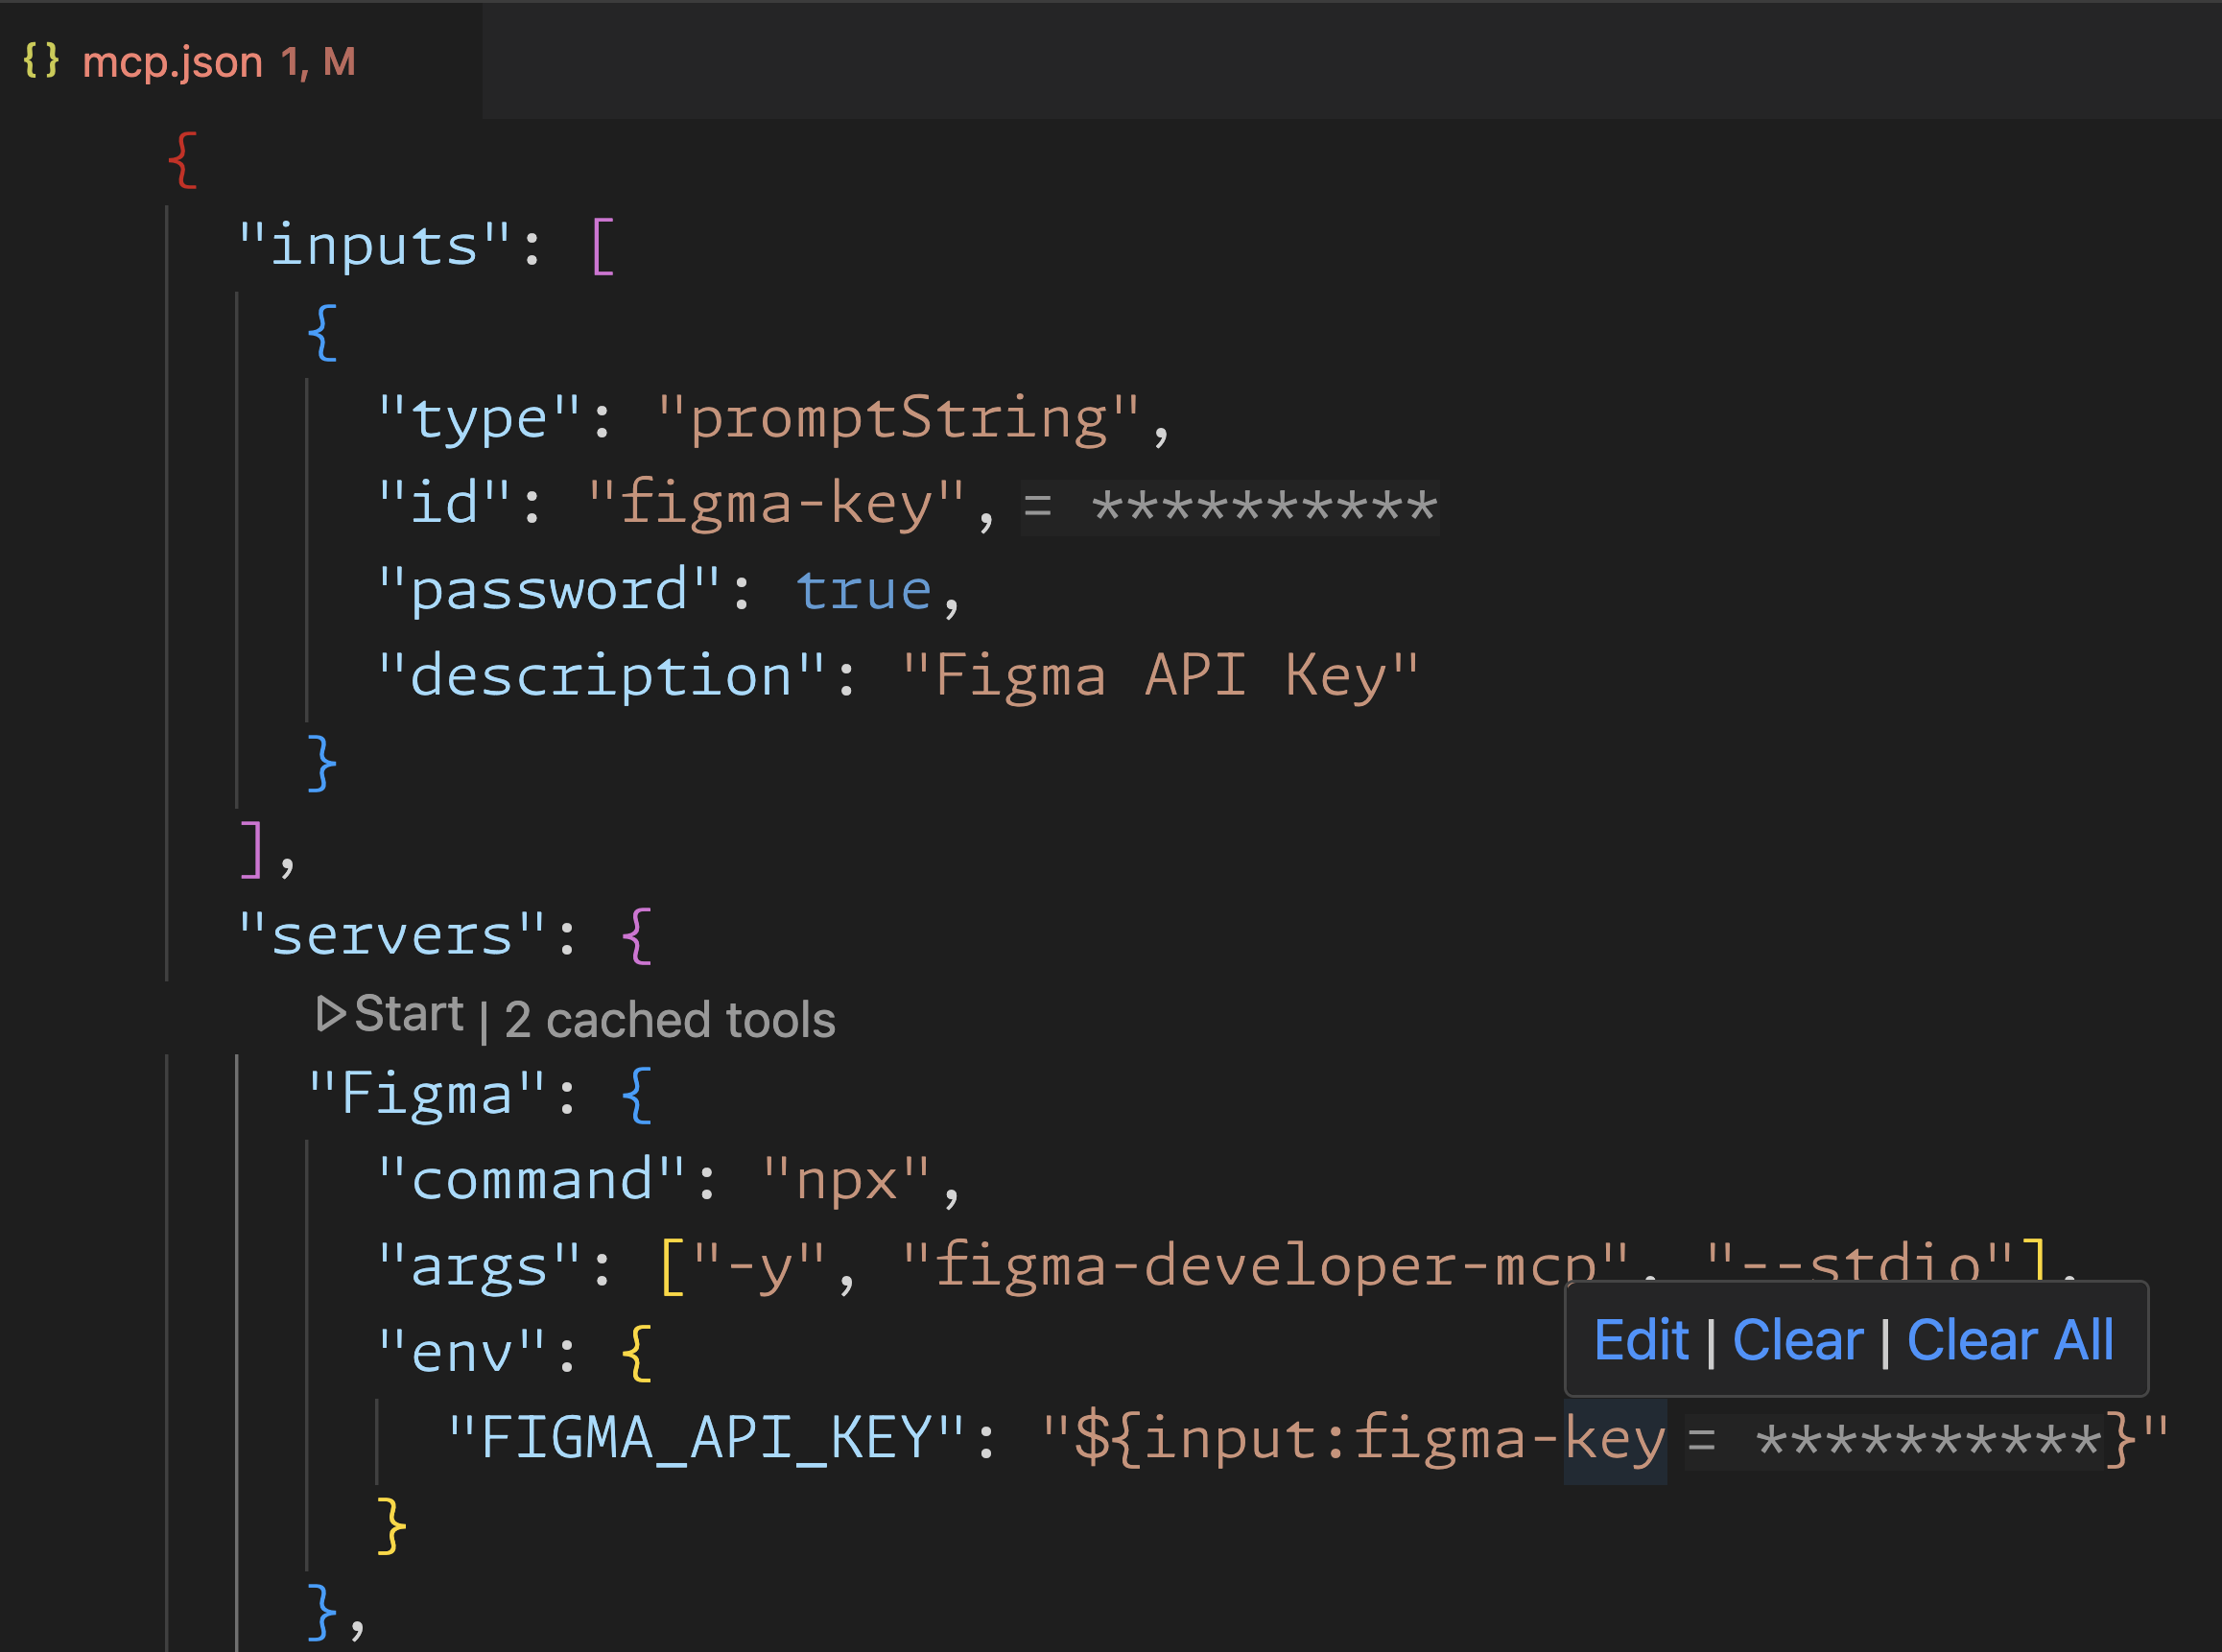 {} mcp.json 1, M
{
"inputs": [
{
"type": "promptString",
"id": "figma-key", = **********
"password": true,
"description": "Figma API Key"
}
],
"servers": {
Start | 2 cached tools
"Figma": {
"command": "npx",
"args": ["-y", "figma-developer-mcp", "--stdio"],
Edit | Clear | Clear All
"env": {
"FIGMA_API_KEY": "${input:figma-key = **********}"
}
},